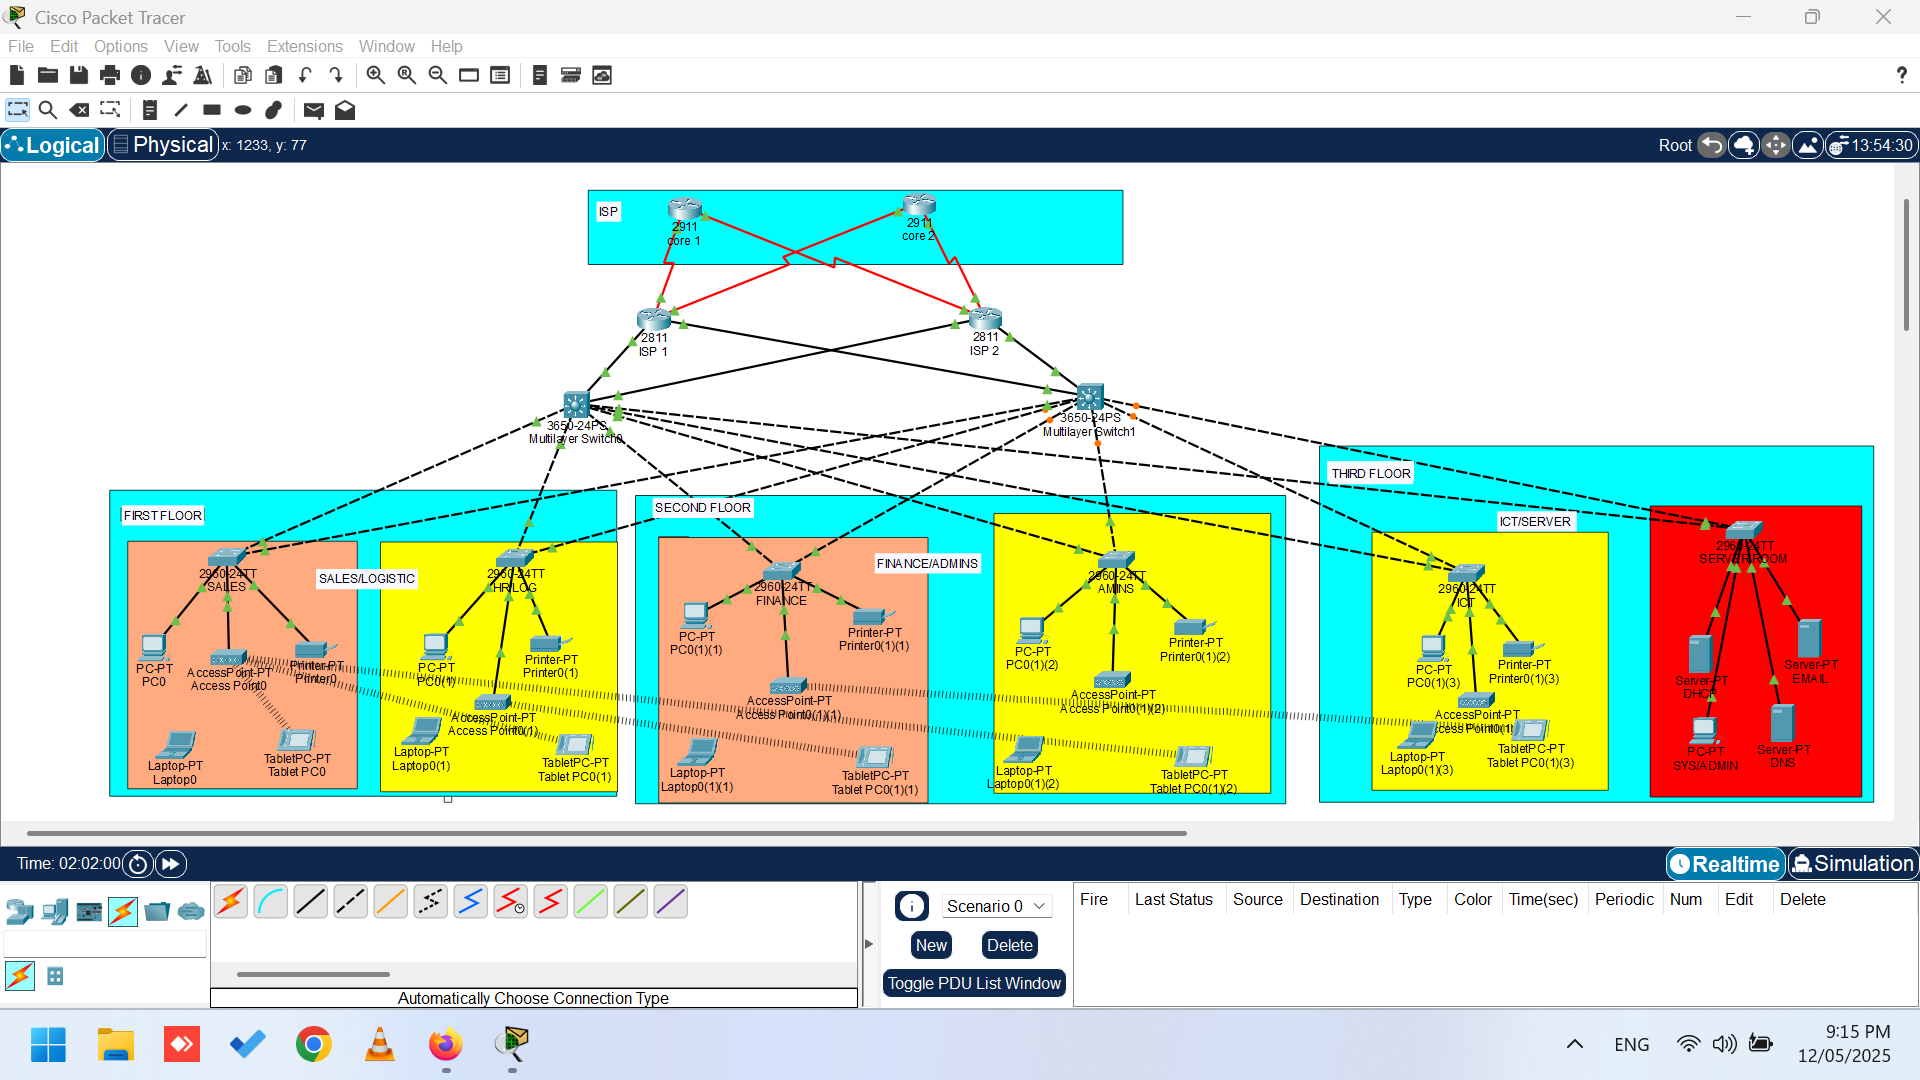 Cisco Packet Tracer
File Edit Options View Tools Extensions Window Help
?
Logical Physical x: 1233, y: 77
Root 13:54:30
ISP
2911
core 1
2911
core 2
2811
ISP 1
2811
ISP 2
3650-24PS
Multilayer Switch0
3650-24PS
Multilayer Switch1
FIRST FLOOR
SALES/LOGISTIC
2960-24TT
SALES
PC-PT
PC0
AccessPoint-PT
Access Point0
Printer-PT
Printer0
Laptop-PT
Laptop0
TabletPC-PT
Tablet PC0
2960-24TT
HR/LOG
PC-PT
PC0(1)
Printer-PT
Printer0(1)
AccessPoint-PT
Access Point0(1)
Laptop-PT
Laptop0(1)
TabletPC-PT
Tablet PC0(1)
SECOND FLOOR
FINANCE/ADMINS
2960-24TT
FINANCE
PC-PT
PC0(1)(1)
Printer-PT
Printer0(1)(1)
AccessPoint-PT
Access Point0(1)(1)
Laptop-PT
Laptop0(1)(1)
TabletPC-PT
Tablet PC0(1)(1)
2960-24TT
AMINS
PC-PT
PC0(1)(2)
Printer-PT
Printer0(1)(2)
AccessPoint-PT
Access Point0(1)(2)
Laptop-PT
Laptop0(1)(2)
TabletPC-PT
Tablet PC0(1)(2)
THIRD FLOOR
ICT/SERVER
2960-24TT
ICT
PC-PT
PC0(1)(3)
Printer-PT
Printer0(1)(3)
AccessPoint-PT
Laptop-PT
Laptop0(1)(3)
TabletPC-PT
Tablet PC0(1)(3)
2960-24TT
SERVER ROOM
Server-PT
DHCP
Server-PT
EMAIL
PC-PT
SYS/ADMIN
Server-PT
DNS
Time: 02:02:00
Realtime Simulation
Scenario 0
New Delete
Toggle PDU List Window
Fire Last Status Source Destination Type Color Time(sec) Periodic Num Edit Delete
Automatically Choose Connection Type
ENG
9:15 PM
12/05/2025